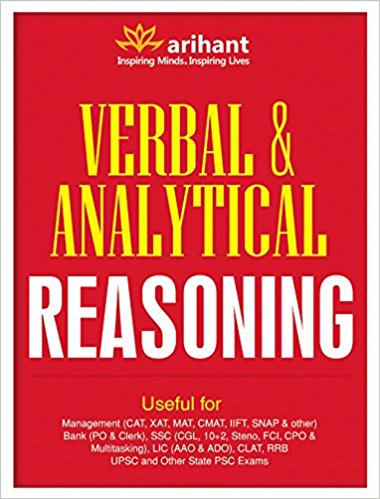 arihant
Inspiring Minds. Inspiring Lives
VERBAL &
ANALYTICAL
REASONING
Useful for
Management (CAT, XAT, MAT, CMAT, IIFT, SNAP & other)
Bank (PO & Clerk), SSC (CGL, 10+2, Steno, FCI, CPO &
Multitasking), LIC (AAO & ADO), CLAT, RRB
UPSC and Other State PSC Exams